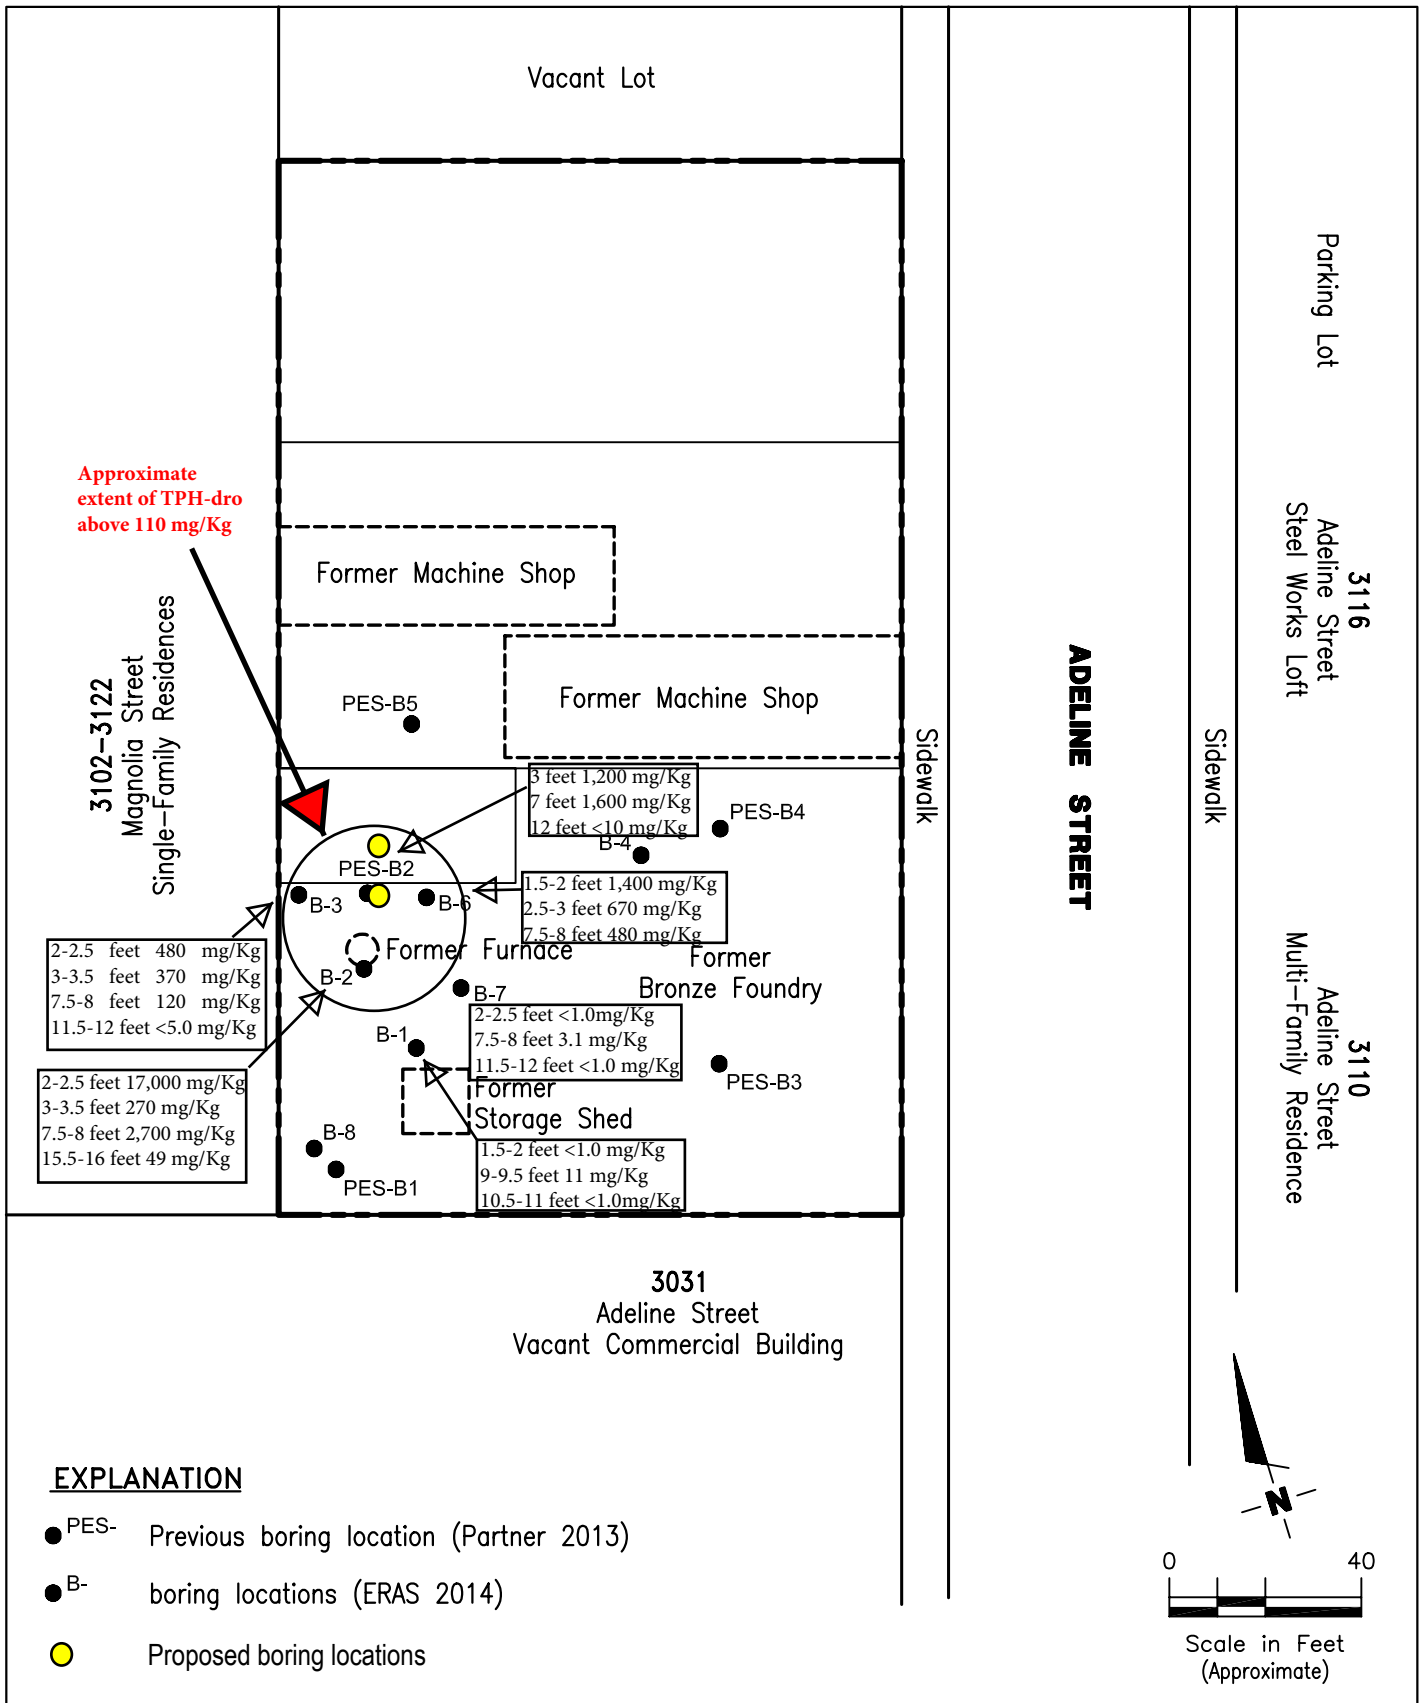 Vacant Lot
Parking Lot
Approximate
extent of TPH-dro
above 110 mg/Kg
Former Machine Shop
3116
Adeline Street
Steel Works Loft
3102-3122
Magnolia Street
Single-Family Residences
Former Machine Shop
PES-B5
ADELINE STREET
Sidewalk
Sidewalk
3 feet 1,200 mg/Kg
7 feet 1,600 mg/Kg
12 feet <10 mg/Kg
PES-B4
B-4
PES-B2
1.5-2 feet 1,400 mg/Kg
2.5-3 feet 670 mg/Kg
7.5-8 feet 480 mg/Kg
B-3
B-6
2-2.5 feet 480 mg/Kg
3-3.5 feet 370 mg/Kg
7.5-8 feet 120 mg/Kg
11.5-12 feet <5.0 mg/Kg
Former Furnace
B-2
Former
Bronze Foundry
B-7
3110
Adeline Street
Multi-Family Residence
2-2.5 feet <1.0mg/Kg
7.5-8 feet 3.1 mg/Kg
11.5-12 feet <1.0 mg/Kg
B-1
PES-B3
2-2.5 feet 17,000 mg/Kg
3-3.5 feet 270 mg/Kg
7.5-8 feet 2,700 mg/Kg
15.5-16 feet 49 mg/Kg
Former
Storage Shed
B-8
PES-B1
1.5-2 feet <1.0 mg/Kg
9-9.5 feet 11 mg/Kg
10.5-11 feet <1.0mg/Kg
3031
Adeline Street
Vacant Commercial Building
EXPLANATION
PES- Previous boring location (Partner 2013)
B- boring locations (ERAS 2014)
Proposed boring locations
N
0 40
Scale in Feet
(Approximate)